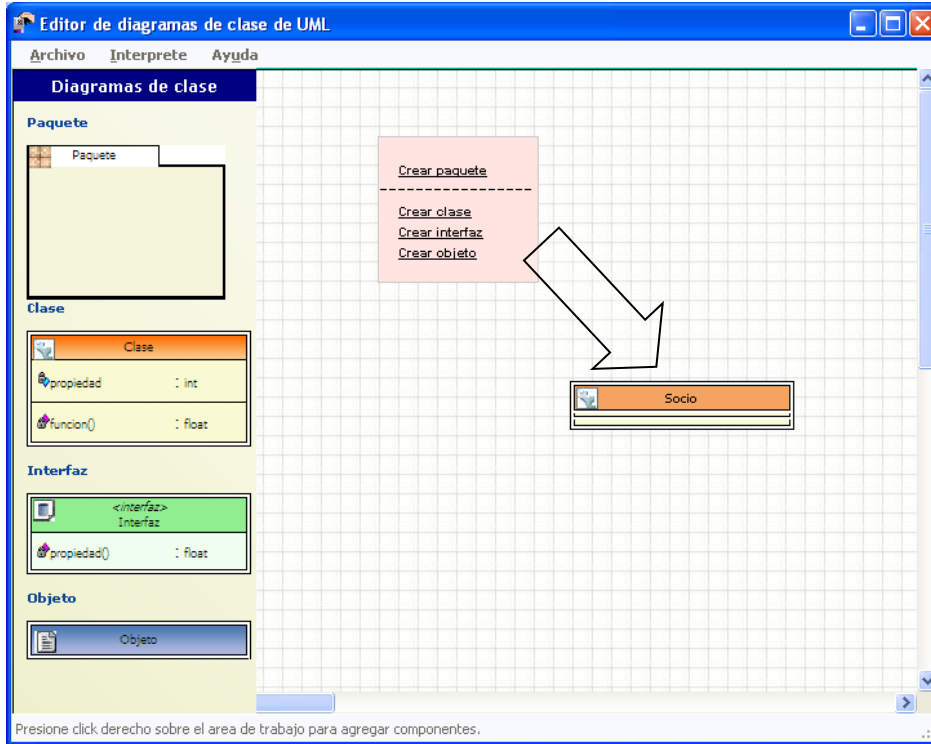 Editor de diagramas de clase de UML
Archivo Interprete Ayuda
Diagramas de clase
Paquete
Paquete
Clase
Clase
propiedad : int
funcion() : float
Interfaz
<interfaz>
Interfaz
propiedad() : float
Objeto
Objeto
Crear paquete
Crear clase
Crear interfaz
Crear objeto
Socio
Presione click derecho sobre el area de trabajo para agregar componentes.